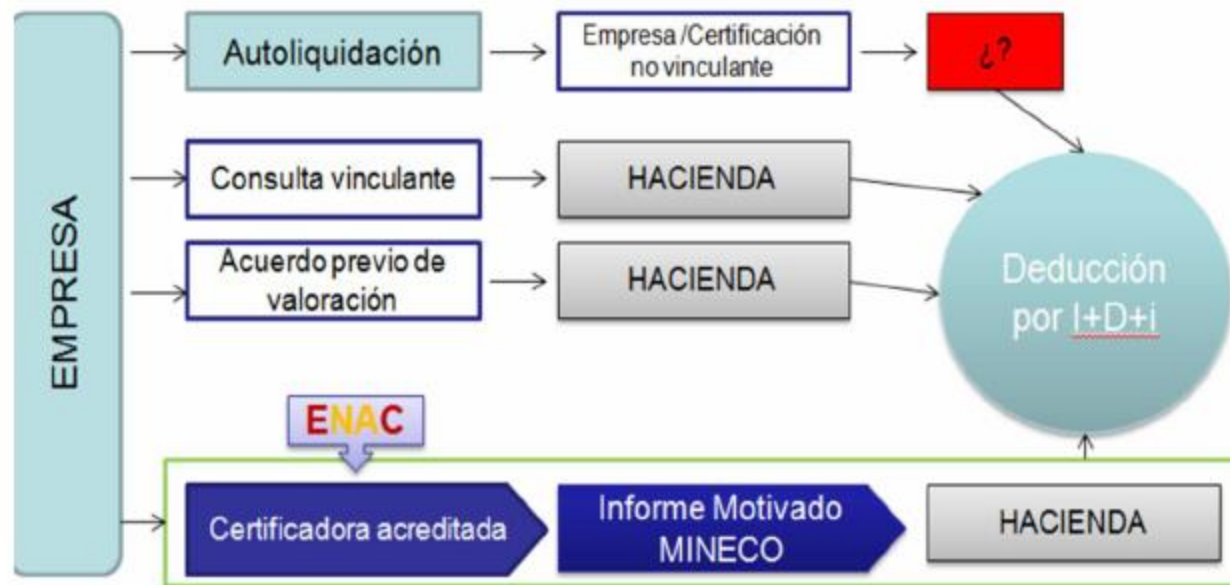 EMPRESA
Autoliquidación
Empresa /Certificación
no vinculante
¿?
Consulta vinculante
HACIENDA
Acuerdo previo de
valoración
HACIENDA
Deducción
por I+D+i
ENAC
Certificadora acreditada
Informe Motivado
MINECO
HACIENDA